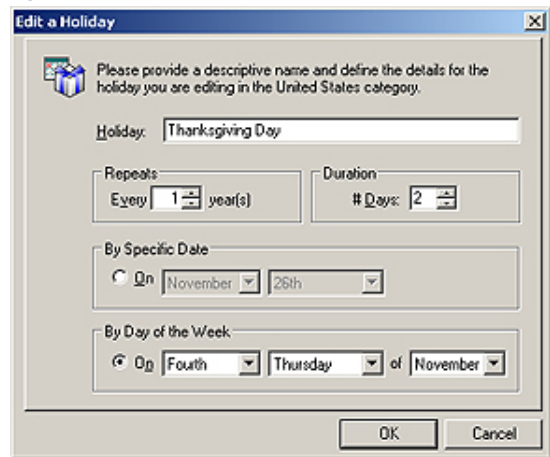 Edit a Holiday
Please provide a descriptive name and define the details for the
holiday you are editing in the United States category.
Holiday: Thanksgiving Day
Repeats
Every 1 year(s)
Duration
# Days: 2
By Specific Date
On November 26th
By Day of the Week
On Fourth Thursday of November
OK Cancel